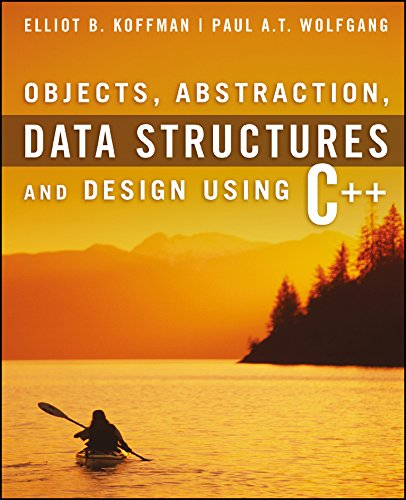 ELLIOT B. KOFFMAN | PAUL A.T. WOLFGANG
OBJECTS, ABSTRACTION,
DATA STRUCTURES
AND DESIGN USING C++